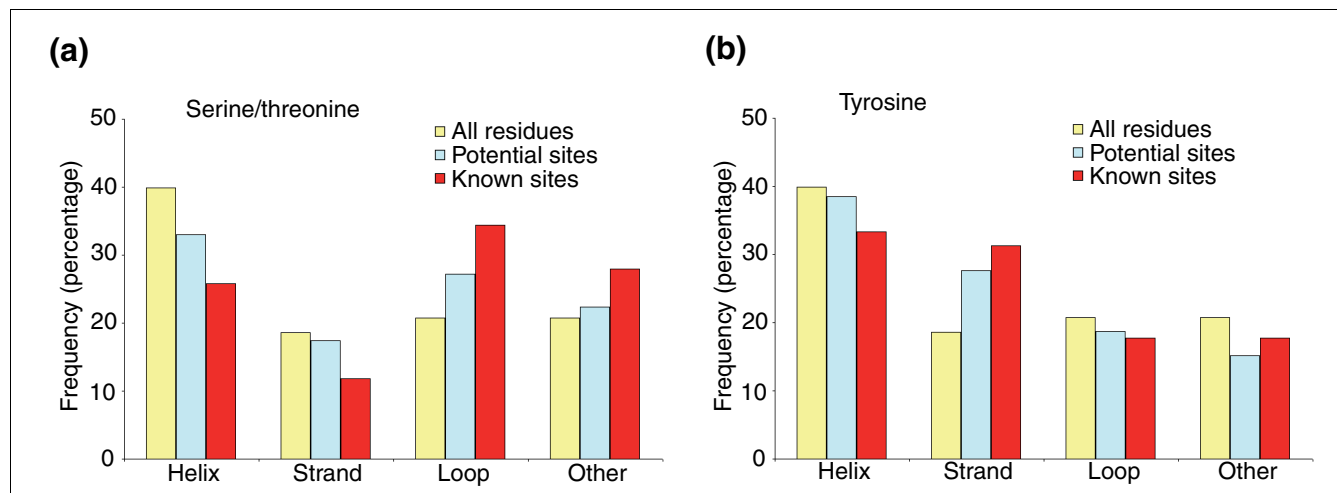 (a)
Serine/threonine
All residues
Potential sites
Known sites
Frequency (percentage)
50
40
30
20
10
0
Helix Strand Loop Other
(b)
Tyrosine
All residues
Potential sites
Known sites
Frequency (percentage)
50
40
30
20
10
0
Helix Strand Loop Other